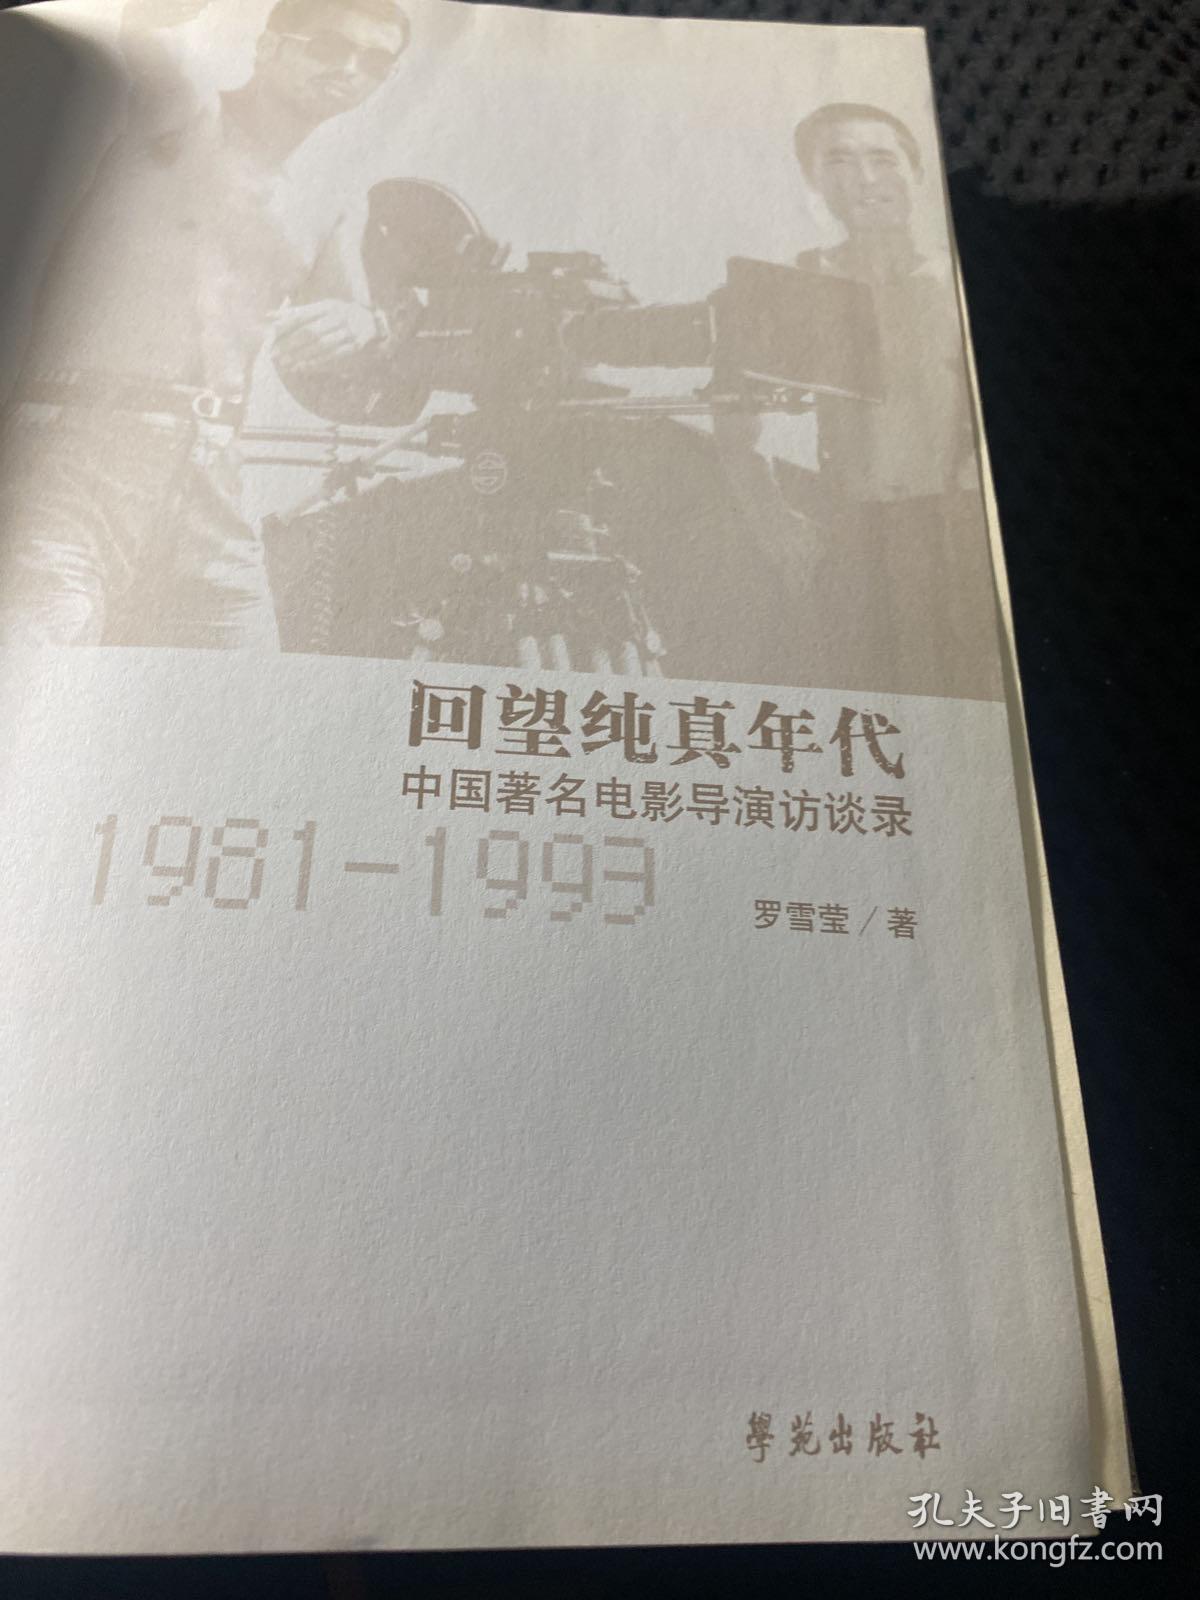 回望纯真年代
中国著名电影导演访谈录
1981-1993
罗雪莹/著
學苑出版社
孔夫子旧书网
www.kongfz.com